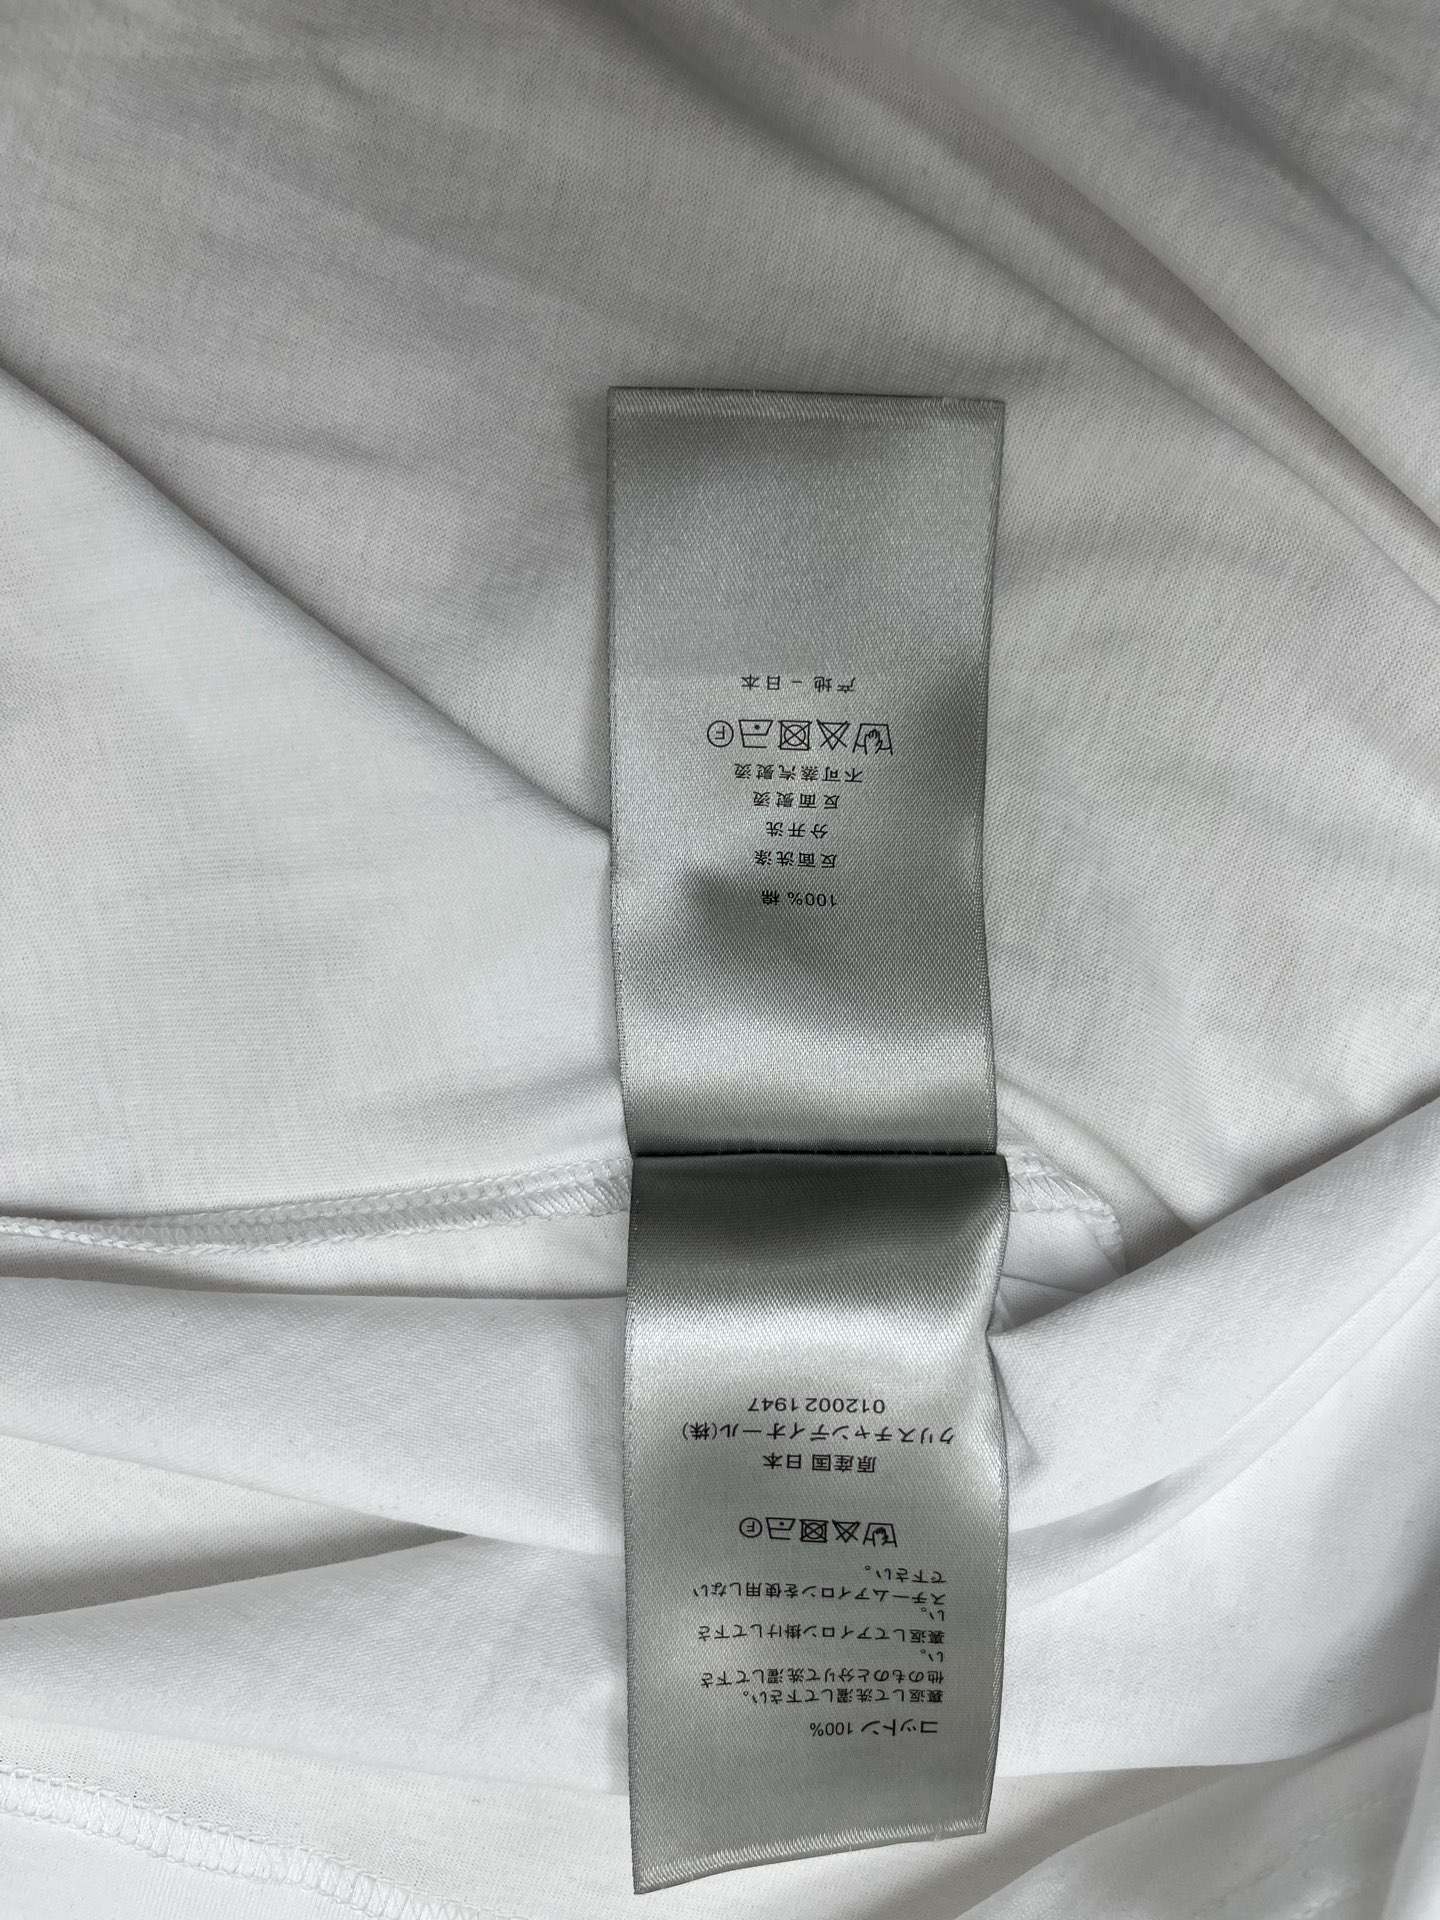 100% 棉
反面洗涤
分开洗
反面熨烫
不可蒸汽熨烫
F
产地 - 日本
コットン 100%
裏返して洗濯して下さい。
他のものと分けて洗濯して下さ
い。
裏返してアイロン掛けして下さ
い。
スチームアイロンを使用しない
で下さい。
F
原産国 日本
クリスチャンディオール(株)
0120021947